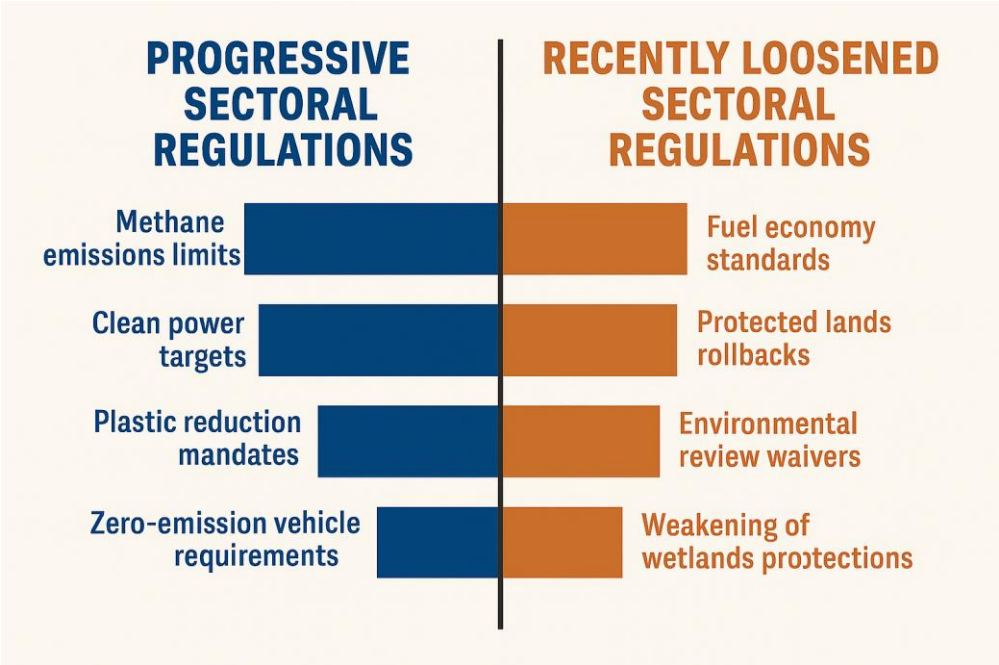 PROGRESSIVE
SECTORAL
REGULATIONS
RECENTLY LOOSENED
SECTORAL
REGULATIONS
Methane
emissions limits
Fuel economy
standards
Clean power
targets
Protected lands
rollbacks
Plastic reduction
mandates
Environmental
review waivers
Zero-emission vehicle
requirements
Weakening of
wetlands protections